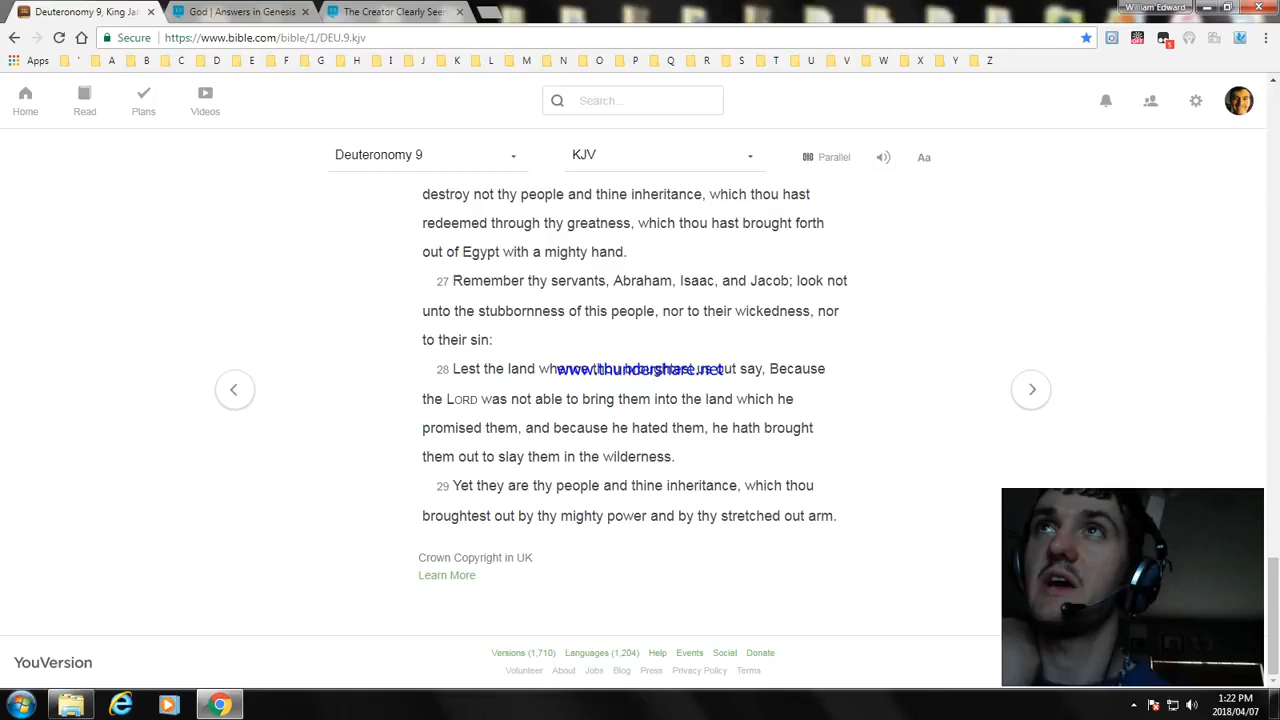 Deuteronomy 9, King Jam
God | Answers in Genesis
The Creator Clearly Seen
William Edward
Secure
https://www.bible.com/bible/1/DEU.9.kjv
Apps ' A B C D E F G H I J K L M N O P Q R S T U V W X Y Z
OFF
5
Home Read Plans Videos
Search...
Deuteronomy 9 KJV Parallel Aa
destroy not thy people and thine inheritance, which thou hast
redeemed through thy greatness, which thou hast brought forth
out of Egypt with a mighty hand.
27 Remember thy servants, Abraham, Isaac, and Jacob; look not
unto the stubbornness of this people, nor to their wickedness, nor
to their sin:
28 Lest the land whence thou broughtest us out say, Because
www.thundershare.net
the LORD was not able to bring them into the land which he
promised them, and because he hated them, he hath brought
them out to slay them in the wilderness.
29 Yet they are thy people and thine inheritance, which thou
broughtest out by thy mighty power and by thy stretched out arm.
Crown Copyright in UK
Learn More
YouVersion
Versions (1,710) Languages (1,204) Help Events Social Donate
Volunteer About Jobs Blog Press Privacy Policy Terms
1:22 PM
2018/04/07